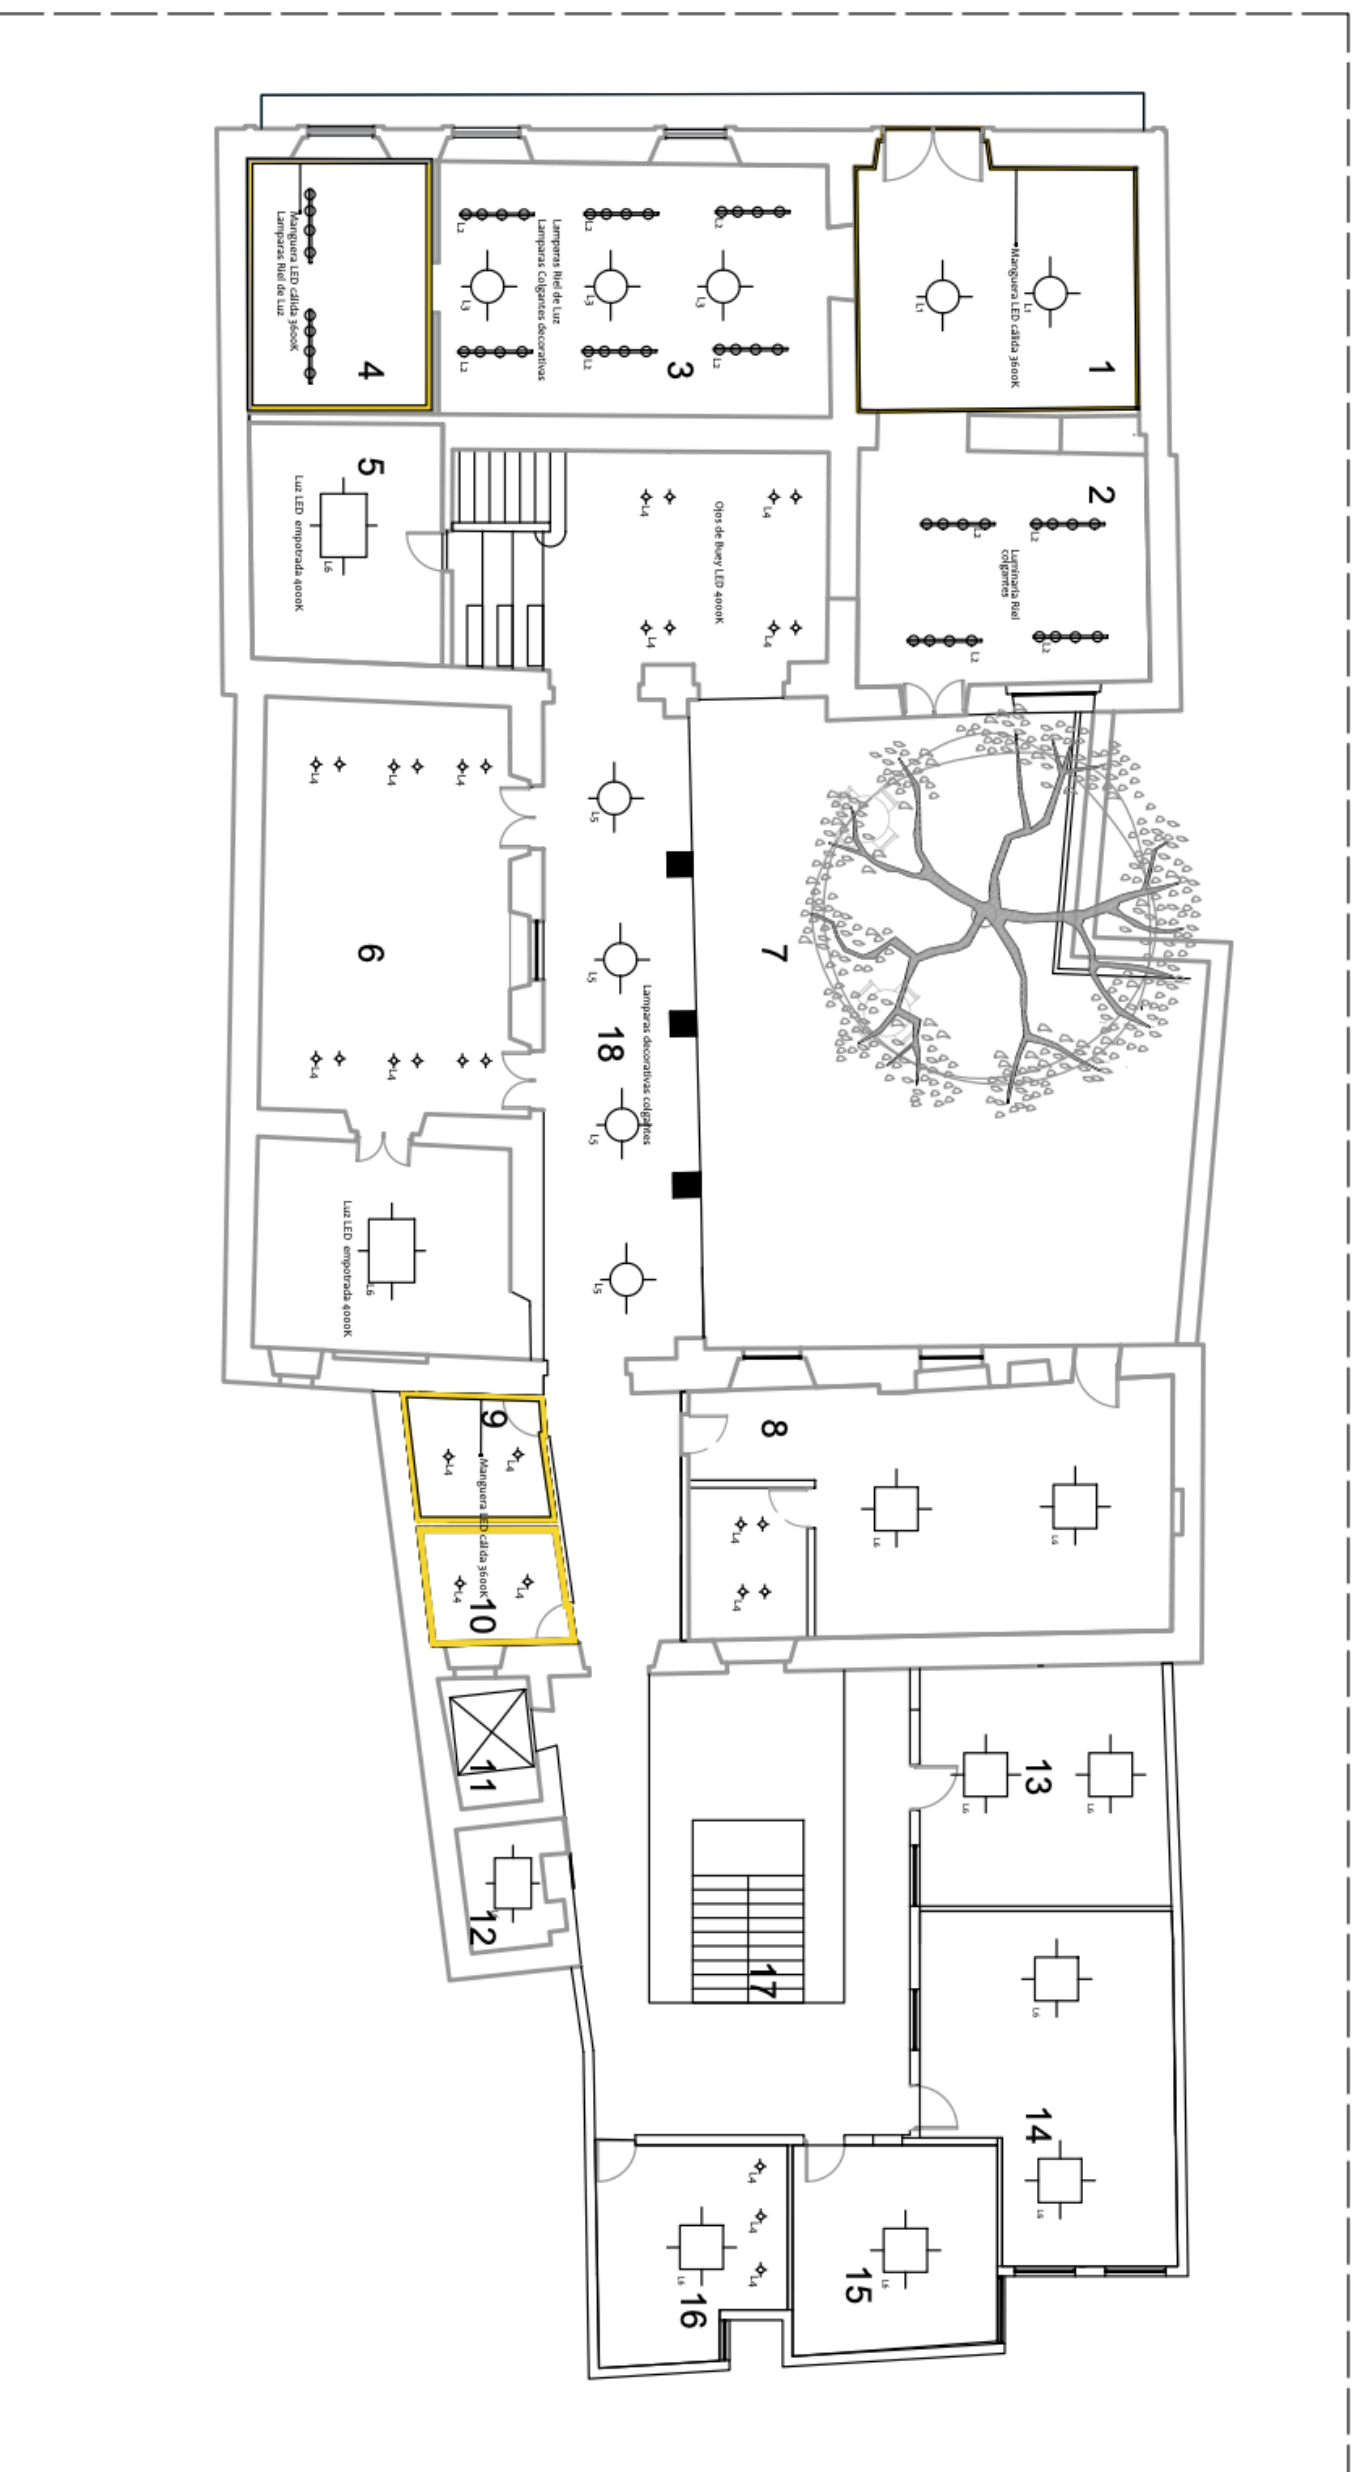 1
Manguera LED cálida 3600K
L1
L1
2
L2
L2
Luminaria Riel
colgantes
L2
L2
3
L2
L2
L2
Lamparas Riel de Luz
Lamparas Colgantes decorativas
L3
L3
L3
L2
L2
L2
4
Manguera LED cálida 3600K
Lamparas Riel de Luz
5
Luz LED empotrada 4000K
L6
Ojos de Buey LED 4000K
L4
L4
L4
L4
6
L4
L4
L4
L4
L4
Luz LED empotrada 4000K
L6
7
18
Lamparas decorativas colgantes
L5
L5
L5
L5
8
L4
L4
L6
L6
9
L4
L4
Manguera LED cálida 3600K
10
L4
L4
11
12
13
L6
L6
14
L6
L6
15
L6
16
L6
L4
L4
L4
17